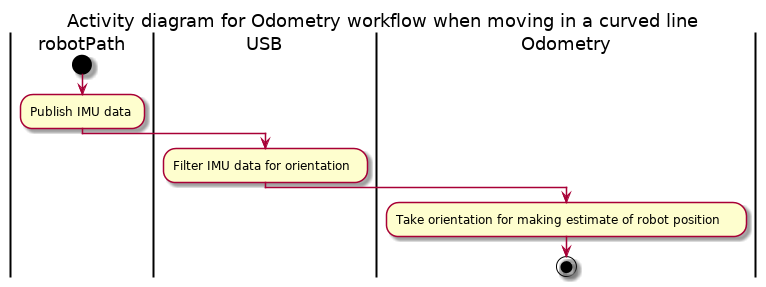 Activity diagram for Odometry workflow when moving in a curved line
robotPath
USB
Odometry
Publish IMU data
Filter IMU data for orientation
Take orientation for making estimate of robot position